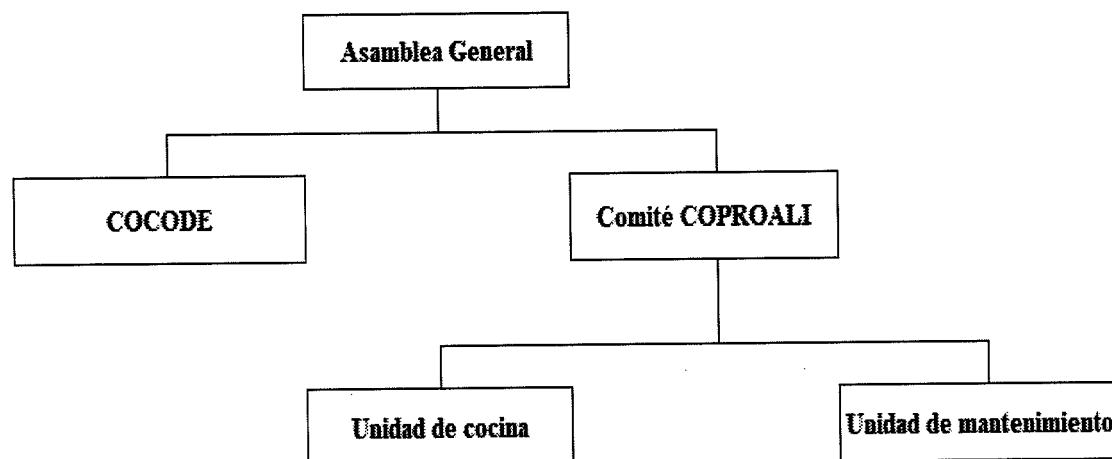 Asamblea General
COCODE
Comité COPROALI
Unidad de cocina
Unidad de mantenimiento